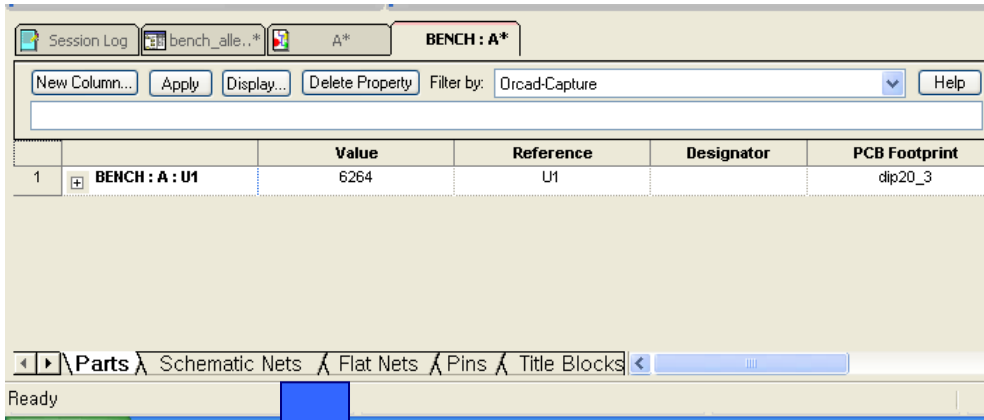 Session Log bench_alle..* A* BENCH : A*
New Column... Apply Display... Delete Property Filter by: Orcad-Capture Help
Value Reference Designator PCB Footprint
1 BENCH : A : U1 6264 U1 dip20_3
Parts Schematic Nets Flat Nets Pins Title Blocks
Ready